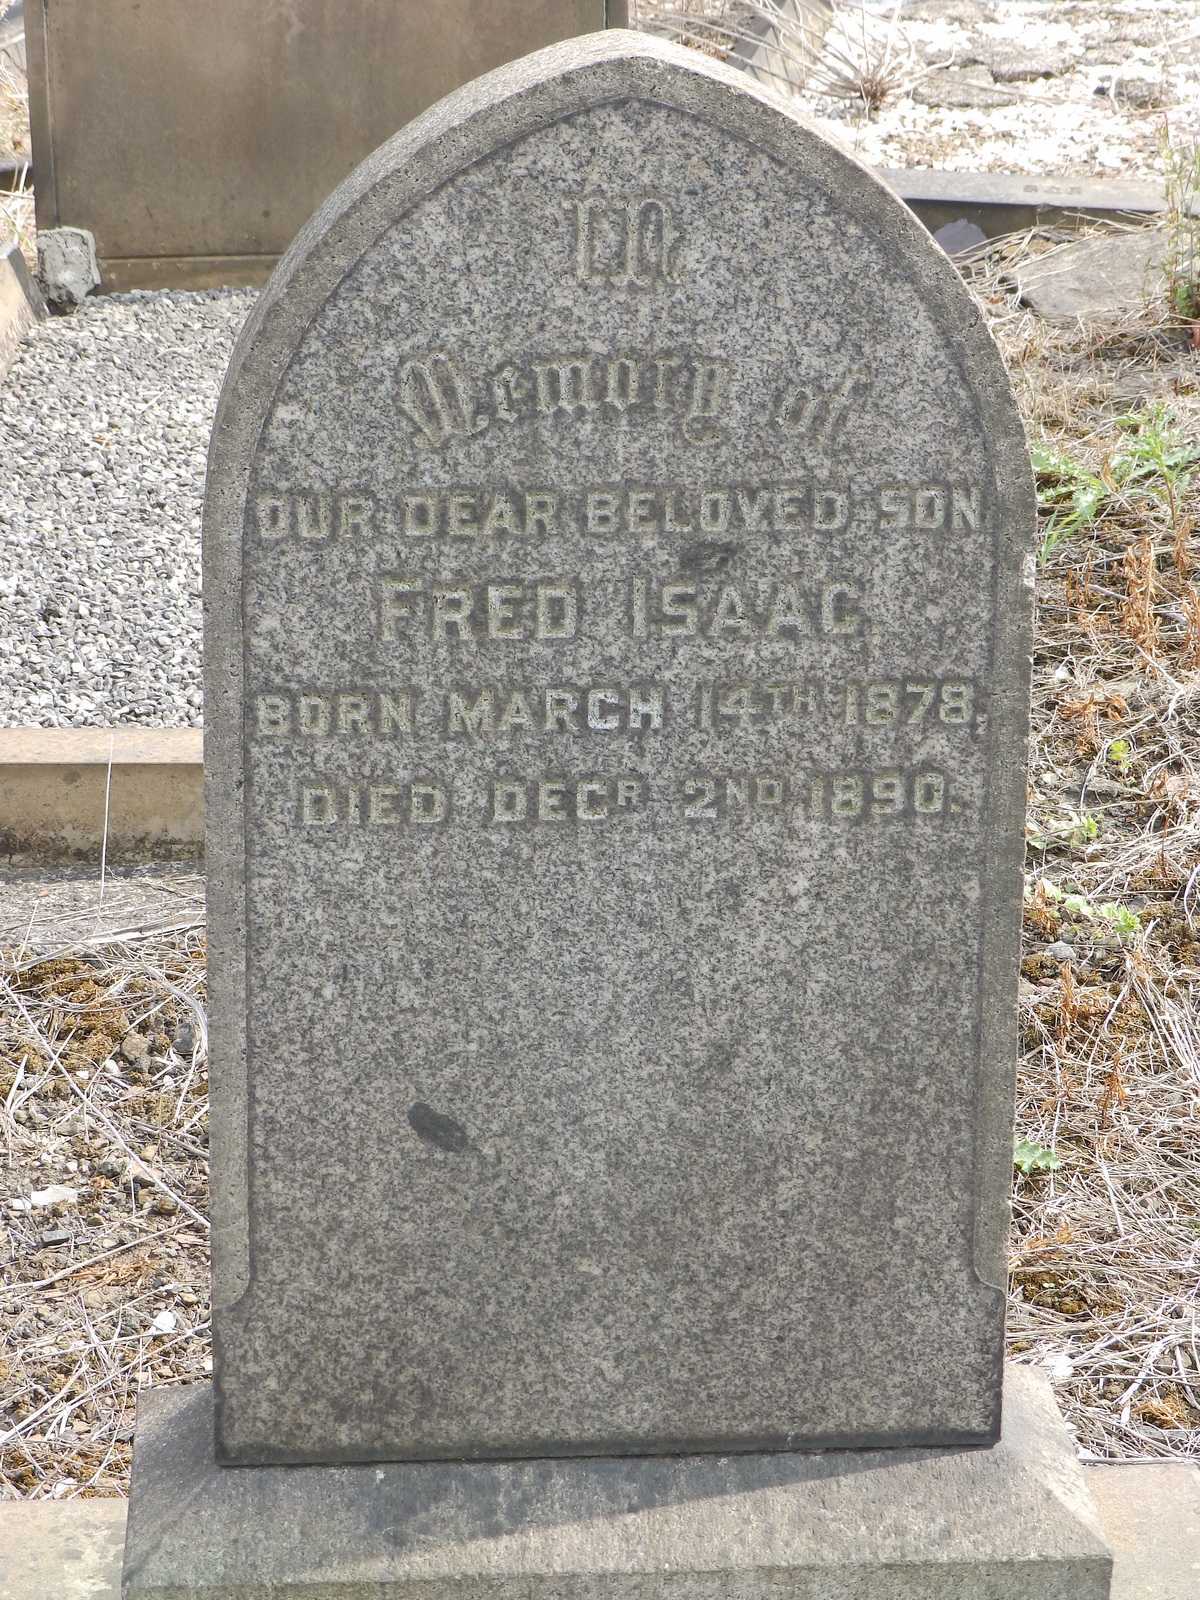 In
Memory of
OUR DEAR BELOVED SON
FRED ISAAC,
BORN MARCH 14TH 1878,
DIED DECR 2ND 1890.